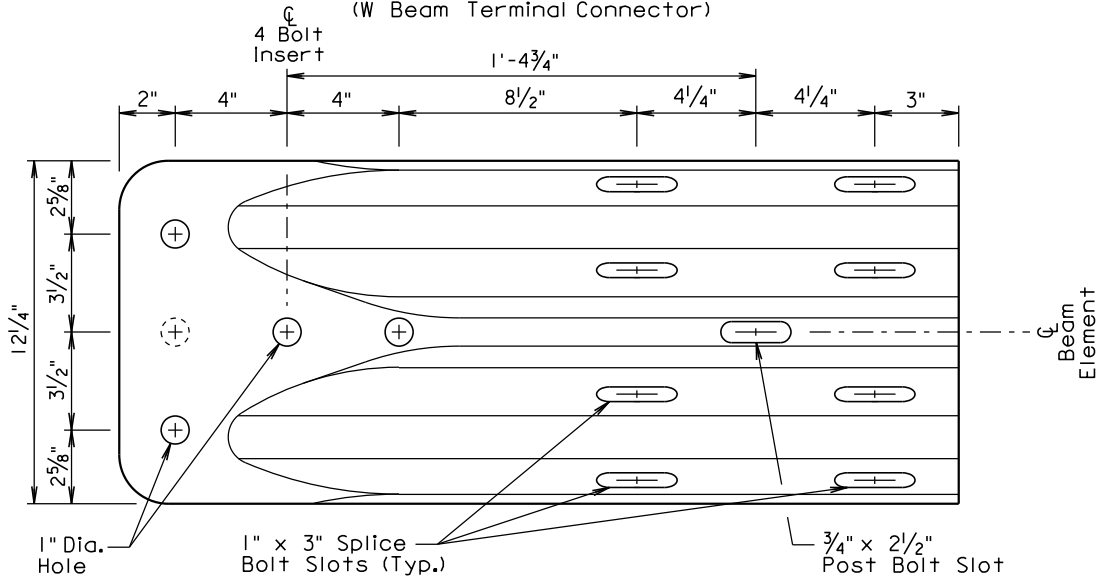 (W Beam Terminal Connector)
℄
4 Bolt
Insert
1'-4¾"
2"
4"
4"
8½"
4¼"
4¼"
3"
12¼"
2⅝"
3½"
3½"
2⅝"
℄
Beam
Element
1" Dia.
Hole
1" x 3" Splice
Bolt Slots (Typ.)
¾" x 2½"
Post Bolt Slot